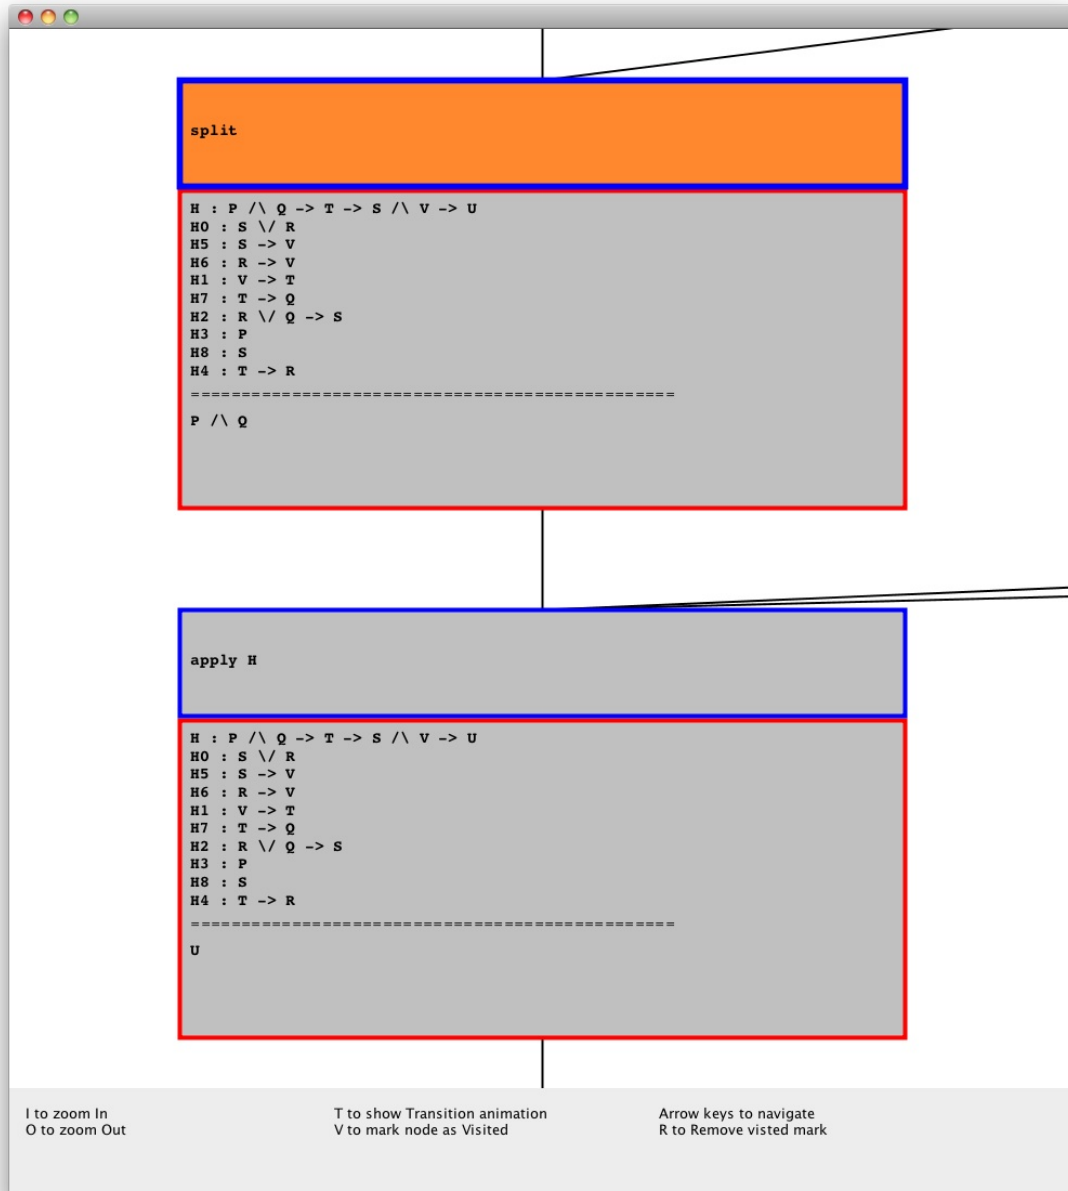 split
H : P /\ Q -> T -> S /\ V -> U
H0 : S \/ R
H5 : S -> V
H6 : R -> V
H1 : V -> T
H7 : T -> Q
H2 : R \/ Q -> S
H3 : P
H8 : S
H4 : T -> R
================================================
P /\ Q
apply H
H : P /\ Q -> T -> S /\ V -> U
H0 : S \/ R
H5 : S -> V
H6 : R -> V
H1 : V -> T
H7 : T -> Q
H2 : R \/ Q -> S
H3 : P
H8 : S
H4 : T -> R
================================================
U
I to zoom In
O to zoom Out
T to show Transition animation
V to mark node as Visited
Arrow keys to navigate
R to Remove visted mark